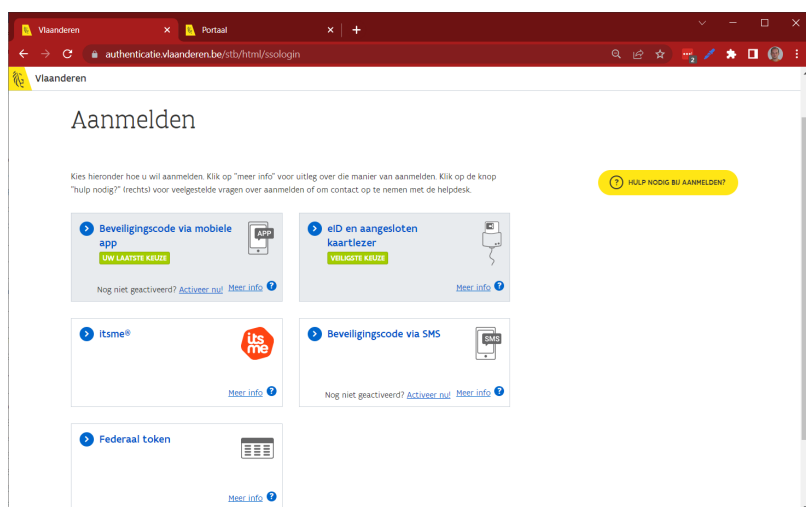 Vlaanderen
Portaal
authenticatie.vlaanderen.be/stb/html/ssologin
2
Vlaanderen
Aanmelden
Kies hieronder hoe u wil aanmelden. Klik op "meer info" voor uitleg over die manier van aanmelden. Klik op de knop
"hulp nodig?" (rechts) voor veelgestelde vragen over aanmelden of om contact op te nemen met de helpdesk.
? HULP NODIG BIJ AANMELDEN?
Beveiligingscode via mobiele
app
APP
UW LAATSTE KEUZE
Nog niet geactiveerd? Activeer nu! Meer info ?
eID en aangesloten
kaartlezer
VEILIGSTE KEUZE
Meer info ?
itsme®
its
me
Meer info ?
Beveiligingscode via SMS
SMS
Nog niet geactiveerd? Activeer nu! Meer info ?
Federaal token
Meer info ?